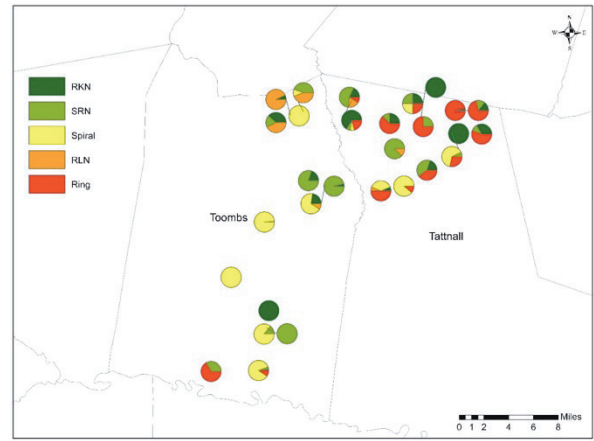 N
W E
S
RKN
SRN
Spiral
RLN
Ring
Toombs
Tattnall
Miles
0 1 2 4 6 8